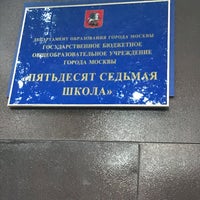 ДЕПАРТАМЕНТ ОБРАЗОВАНИЯ ГОРОДА МОСКВЫ
ГОСУДАРСТВЕННОЕ БЮДЖЕТНОЕ
ОБЩЕОБРАЗОВАТЕЛЬНОЕ УЧРЕЖДЕНИЕ
ГОРОДА МОСКВЫ
«ПЯТЬДЕСЯТ СЕДЬМАЯ
ШКОЛА»